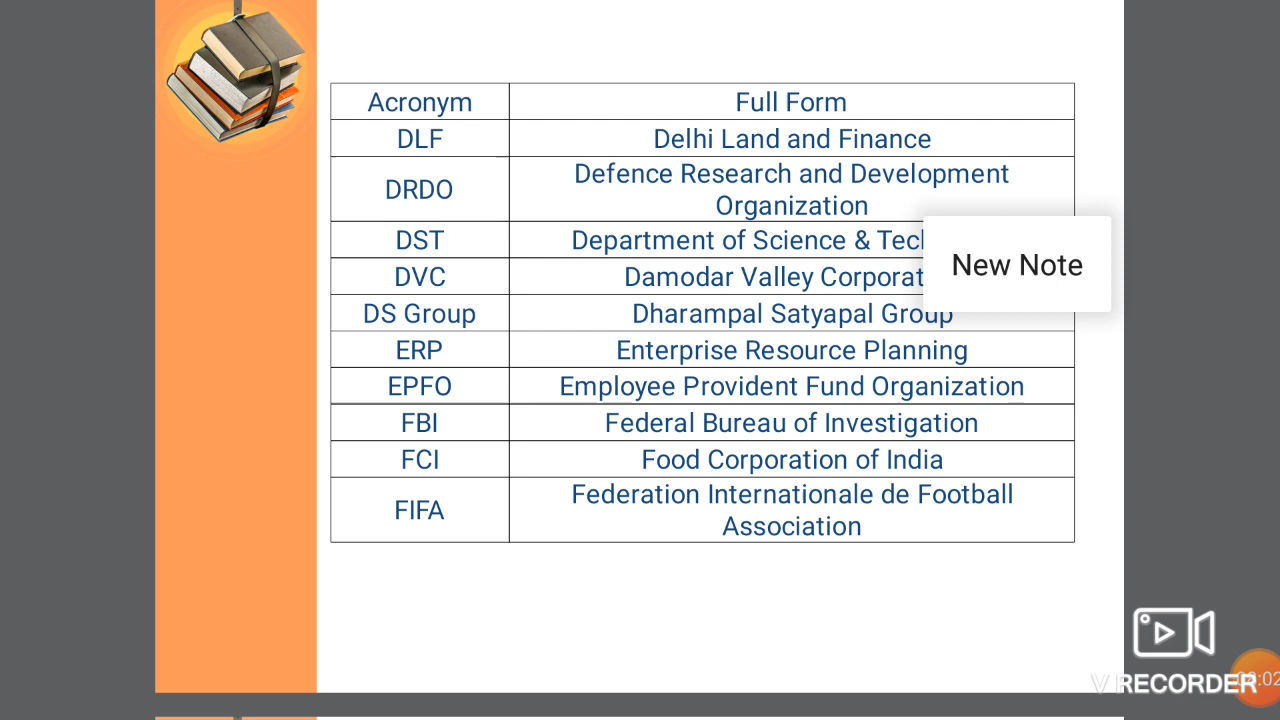 Acronym Full Form
DLF Delhi Land and Finance
DRDO Defence Research and Development
Organization
DST Department of Science &
DVC Damodar Valley
New Note
DS Group Dharampal Satyapal Group
ERP Enterprise Resource Planning
EPFO Employee Provident Fund Organization
FBI Federal Bureau of Investigation
FCI Food Corporation of India
FIFA Federation Internationale de Football
Association
V RECORDER